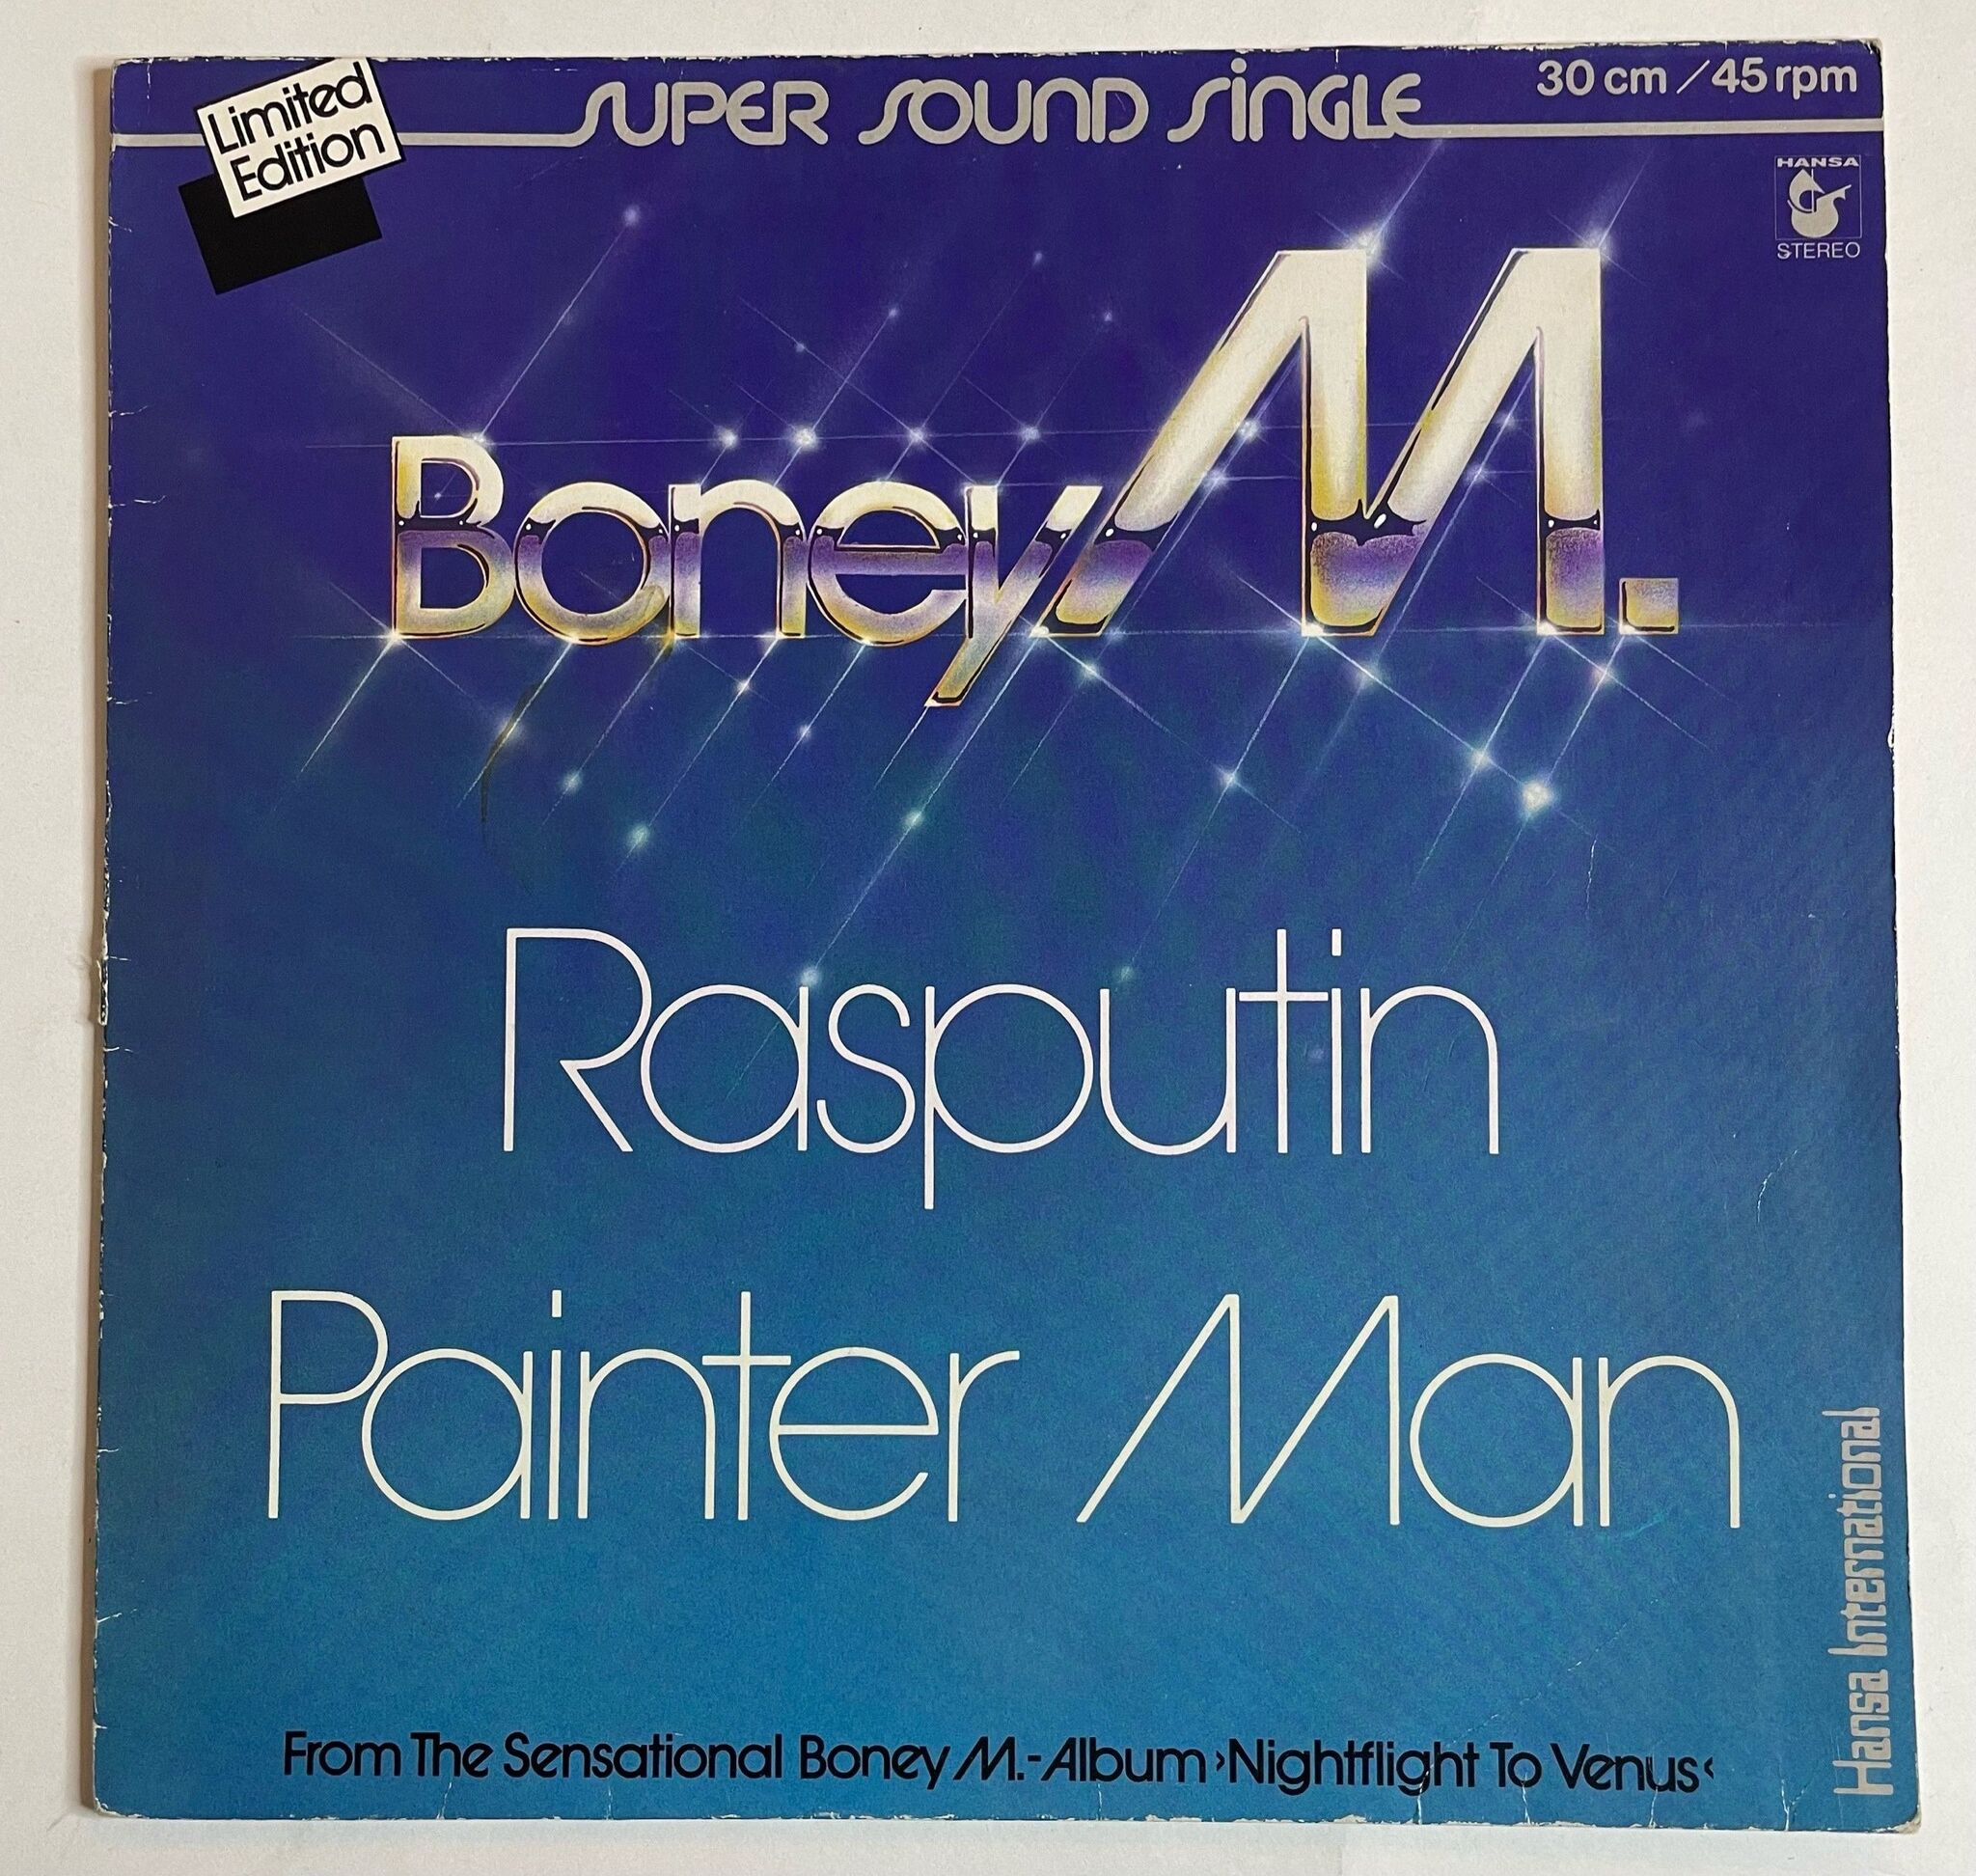 Limited
Edition
SUPER SOUND SINGLE
30 cm / 45 rpm
HANSA
STEREO
Boney M.
Rasputin
Painter Man
Hansa International
From The Sensational Boney M.-Album ›Nightflight To Venus‹